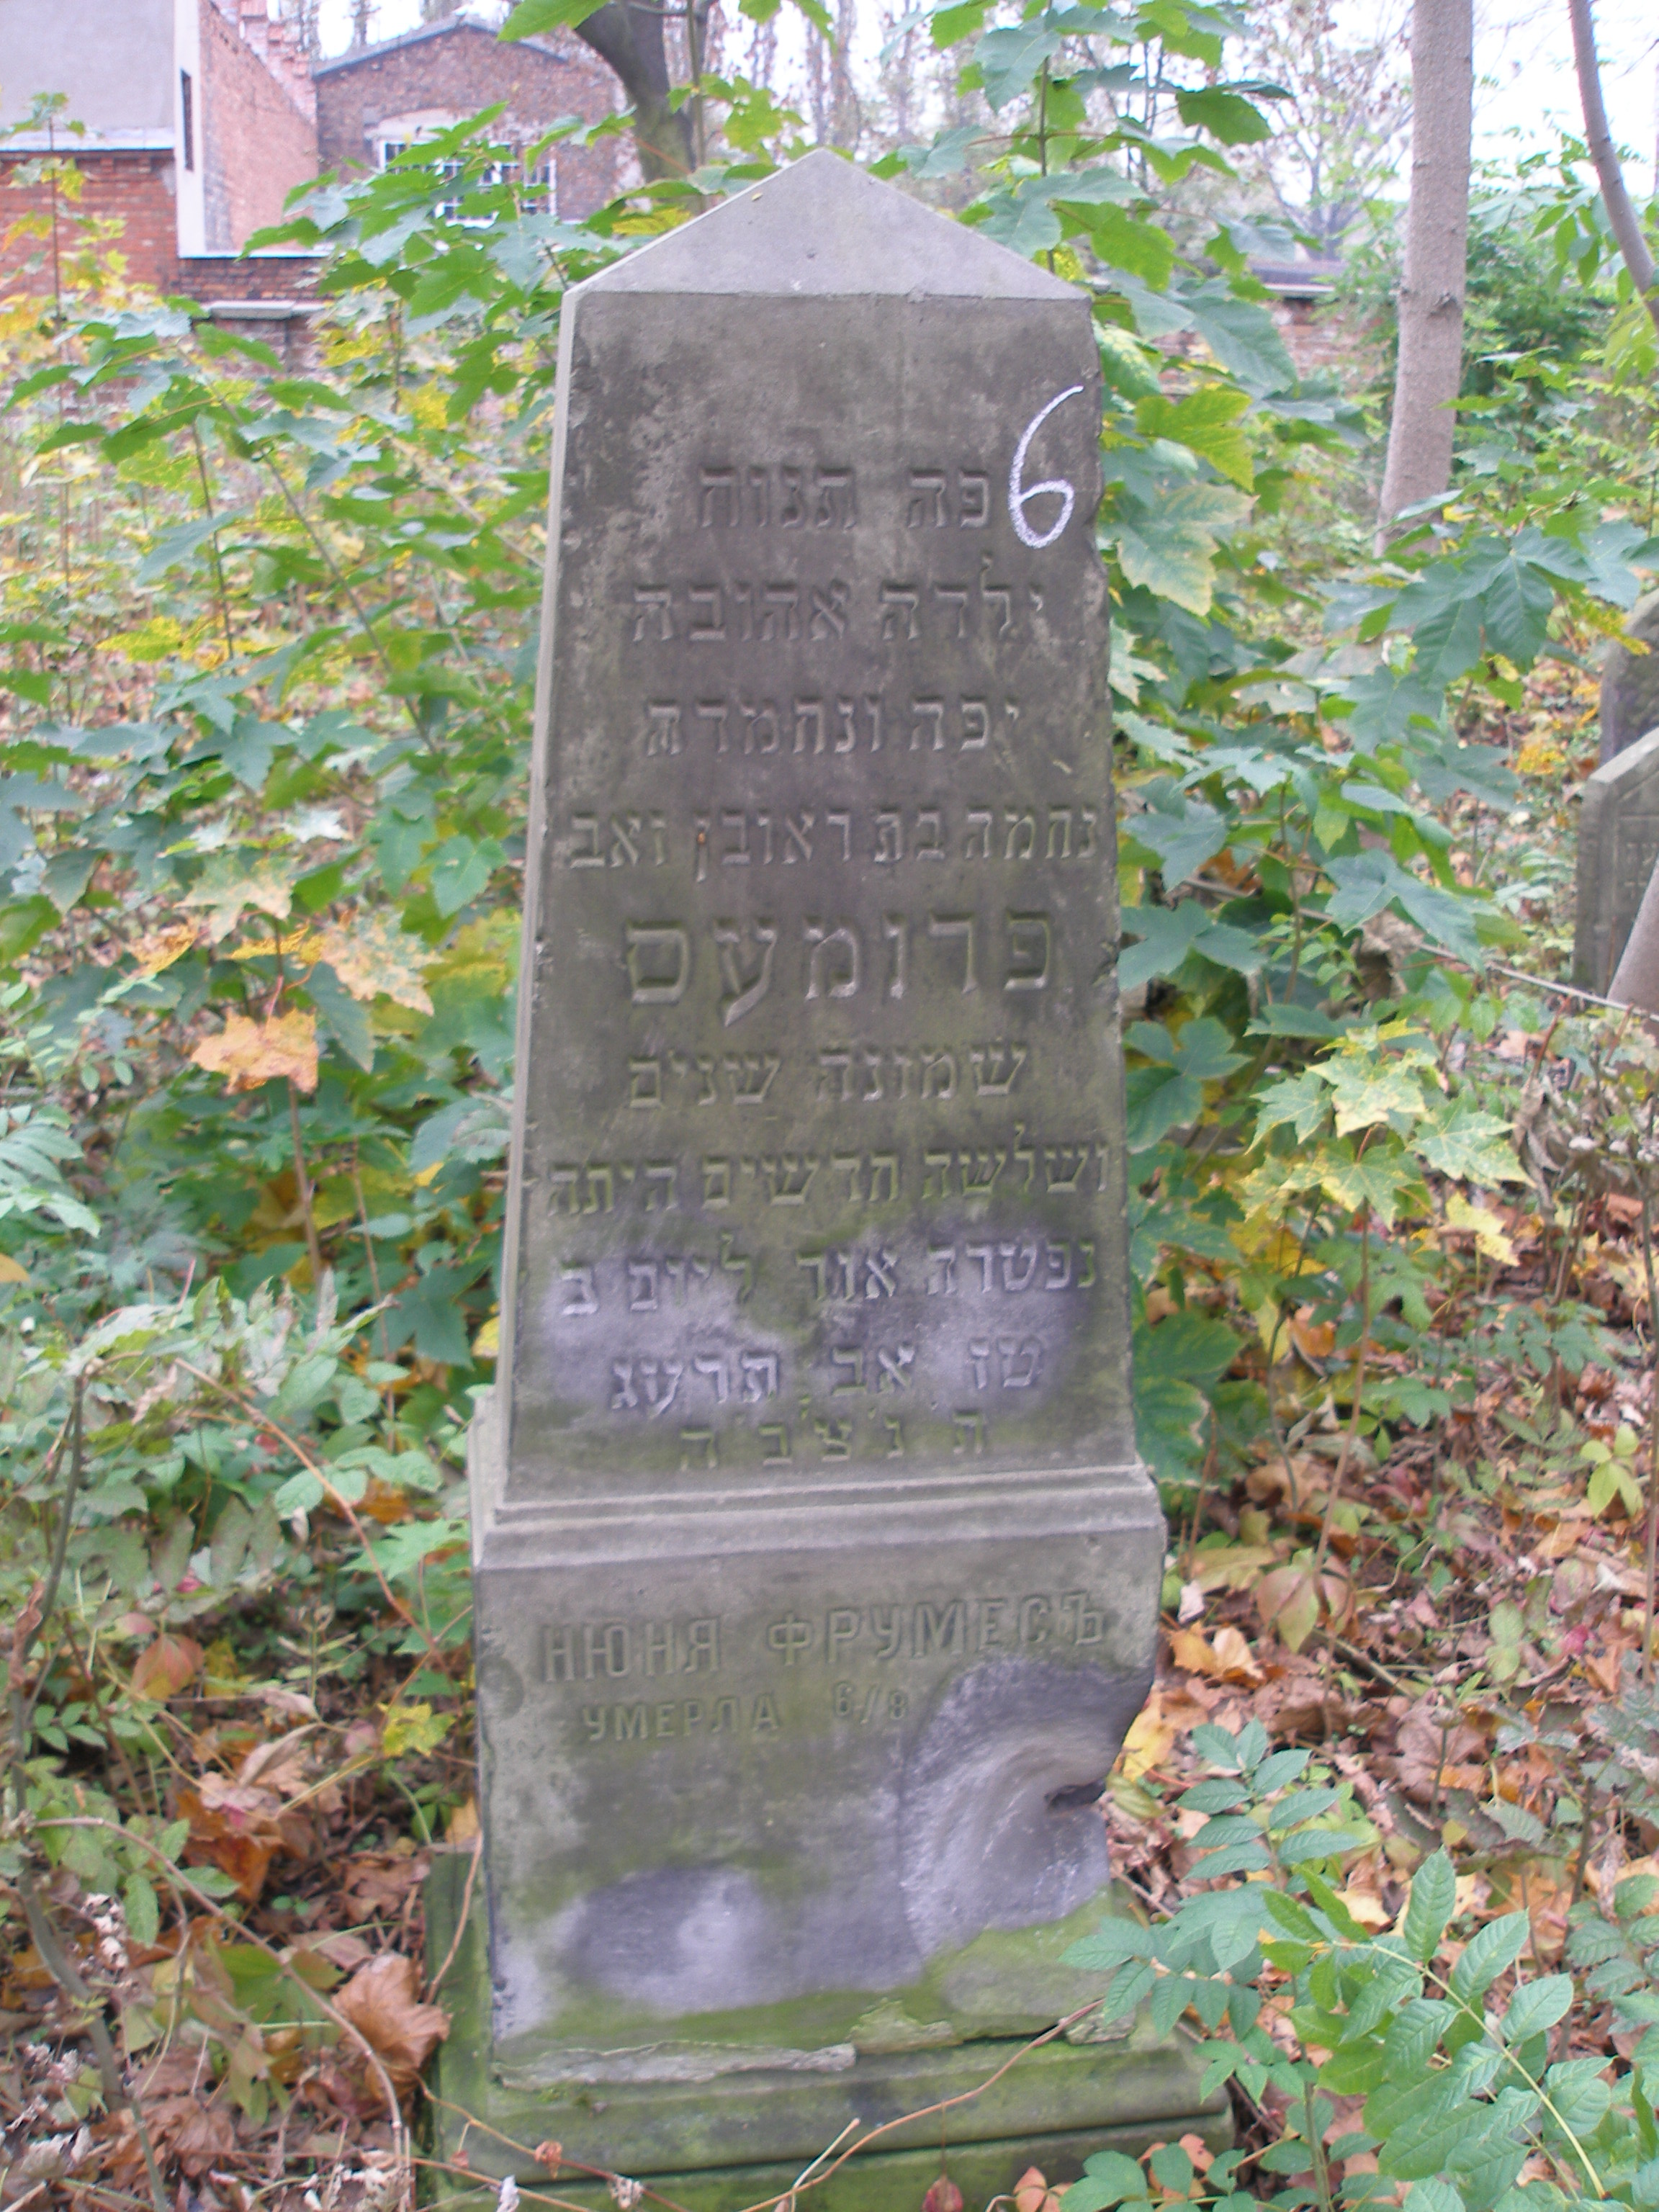 6
פה תנוח
ילדה אהובה
יפה ונחמדה
נחמה בת ראובן זאב
פרומעס
שמונה שנים
ושלשה חדשים היתה
נפטרה אור ליום ב
טז אב תרעג
ת נ צ ב ה
НЮНЯ ФРУМЕСЪ
УМЕРЛА 6/8